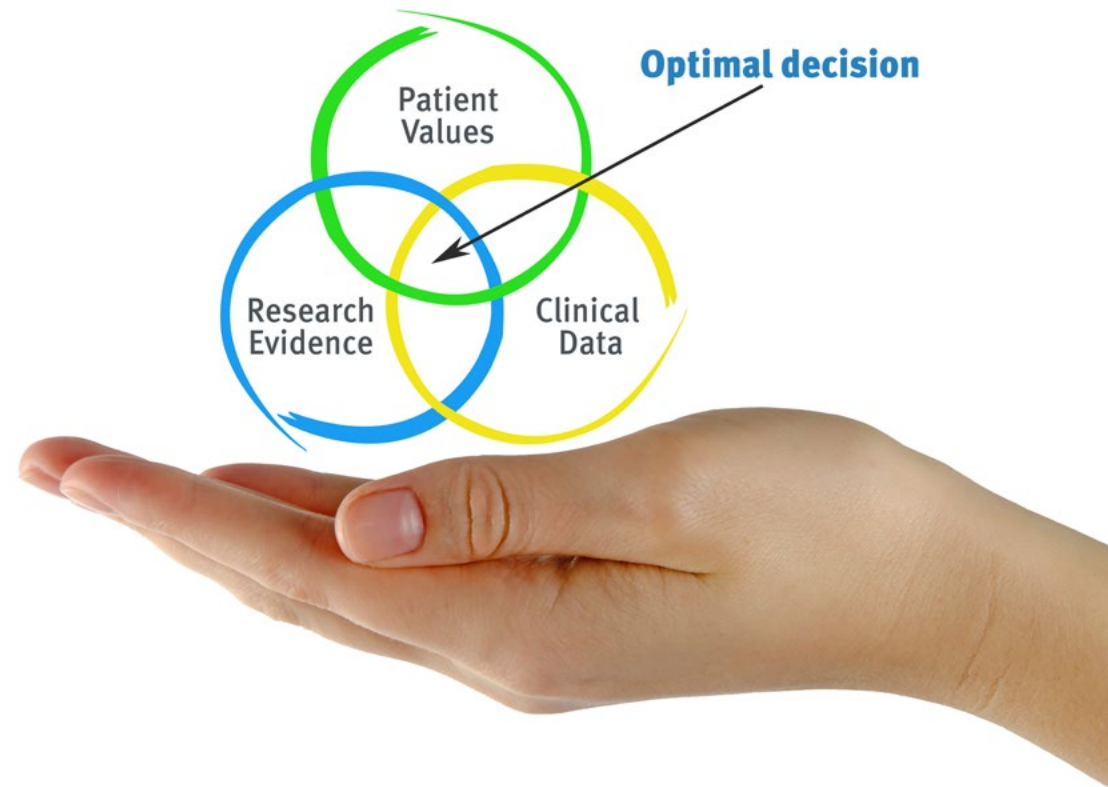 Optimal decision
Patient
Values
Research
Evidence
Clinical
Data